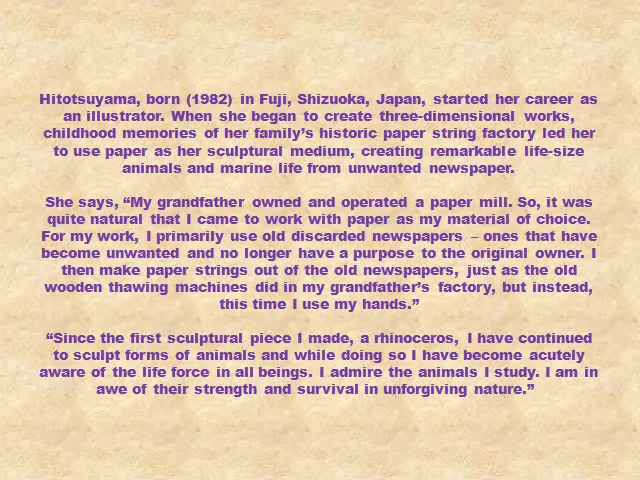 Hitotsuyama, born (1982) in Fuji, Shizuoka, Japan, started her career as
an illustrator. When she began to create three-dimensional works,
childhood memories of her family’s historic paper string factory led her
to use paper as her sculptural medium, creating remarkable life-size
animals and marine life from unwanted newspaper.
She says, “My grandfather owned and operated a paper mill. So, it was
quite natural that I came to work with paper as my material of choice.
For my work, I primarily use old discarded newspapers – ones that have
become unwanted and no longer have a purpose to the original owner. I
then make paper strings out of the old newspapers, just as the old
wooden thawing machines did in my grandfather’s factory, but instead,
this time I use my hands.”
“Since the first sculptural piece I made, a rhinoceros, I have continued
to sculpt forms of animals and while doing so I have become acutely
aware of the life force in all beings. I admire the animals I study. I am in
awe of their strength and survival in unforgiving nature.”